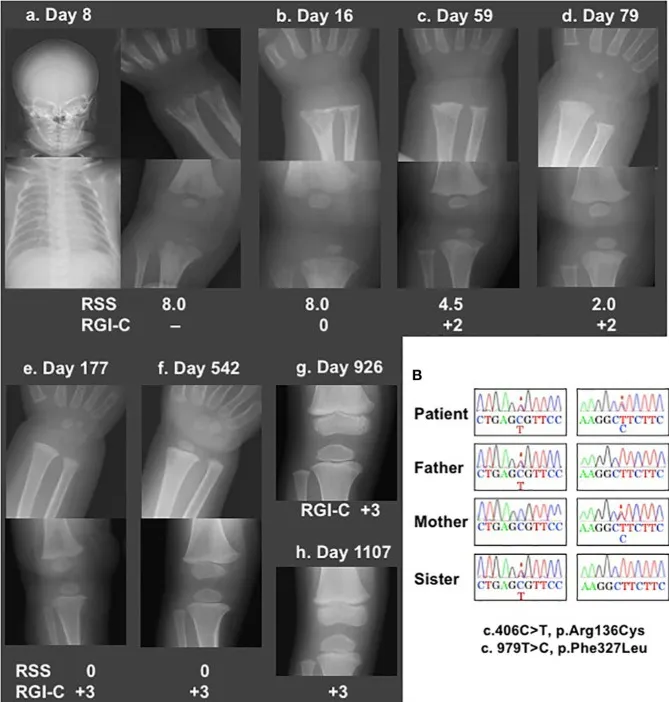 a. Day 8
b. Day 16
c. Day 59
d. Day 79
RSS 8.0 8.0 4.5 2.0
RGI-C – 0 +2 +2
e. Day 177
f. Day 542
g. Day 926
RGI-C +3
h. Day 1107
RSS 0 0
RGI-C +3 +3 +3
B
Patient
CTGAGCGTTCC
T
AAGGCTTCTTC
C
Father
CTGAGCGTTCC
T
AAGGCTTCTTC
Mother
CTGAGCGTTCC
AAGGCTTCTTC
C
Sister
CTGAGCGTTCC
T
AAGGCTTCTTC
c.406C>T, p.Arg136Cys
c. 979T>C, p.Phe327Leu